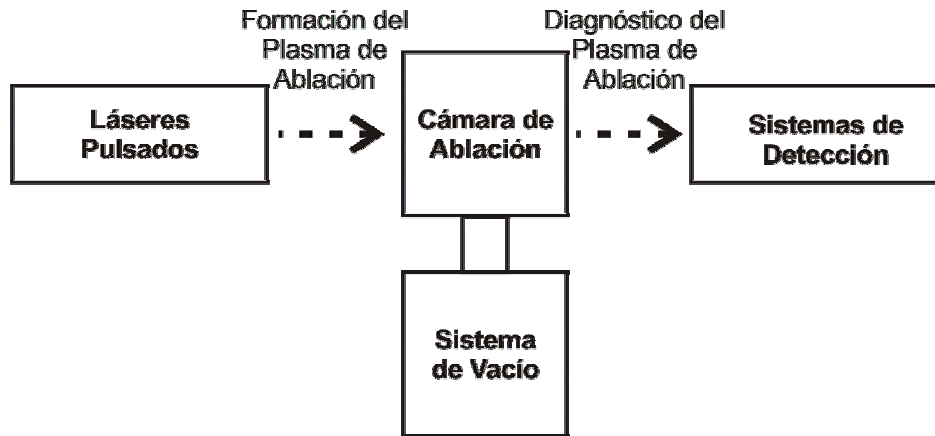 Formación del
Plasma de
Ablación
Diagnóstico del
Plasma de
Ablación
Láseres
Pulsados
Cámara de
Ablación
Sistemas de
Detección
Sistema
de Vacío